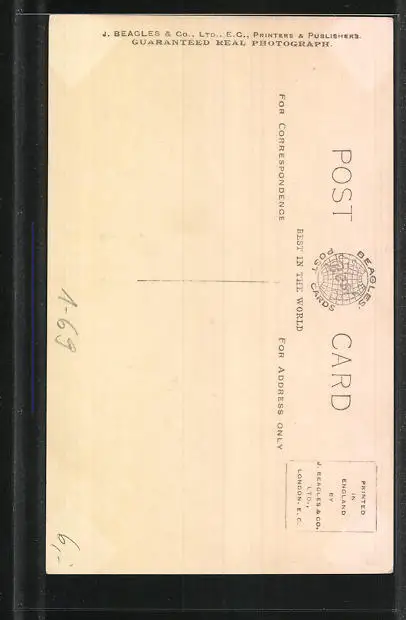 J. BEAGLES & Co., LTD., E.C., PRINTERS & PUBLISHERS.
GUARANTEED REAL PHOTOGRAPH.
POST CARD
BEAGLES'
POST CARDS
BEST IN THE WORLD
FOR CORRESPONDENCE
FOR ADDRESS ONLY
PRINTED
IN
ENGLAND
BY
J. BEAGLES & CO.
LTD.,
LONDON, E.C.
1-69
6,-